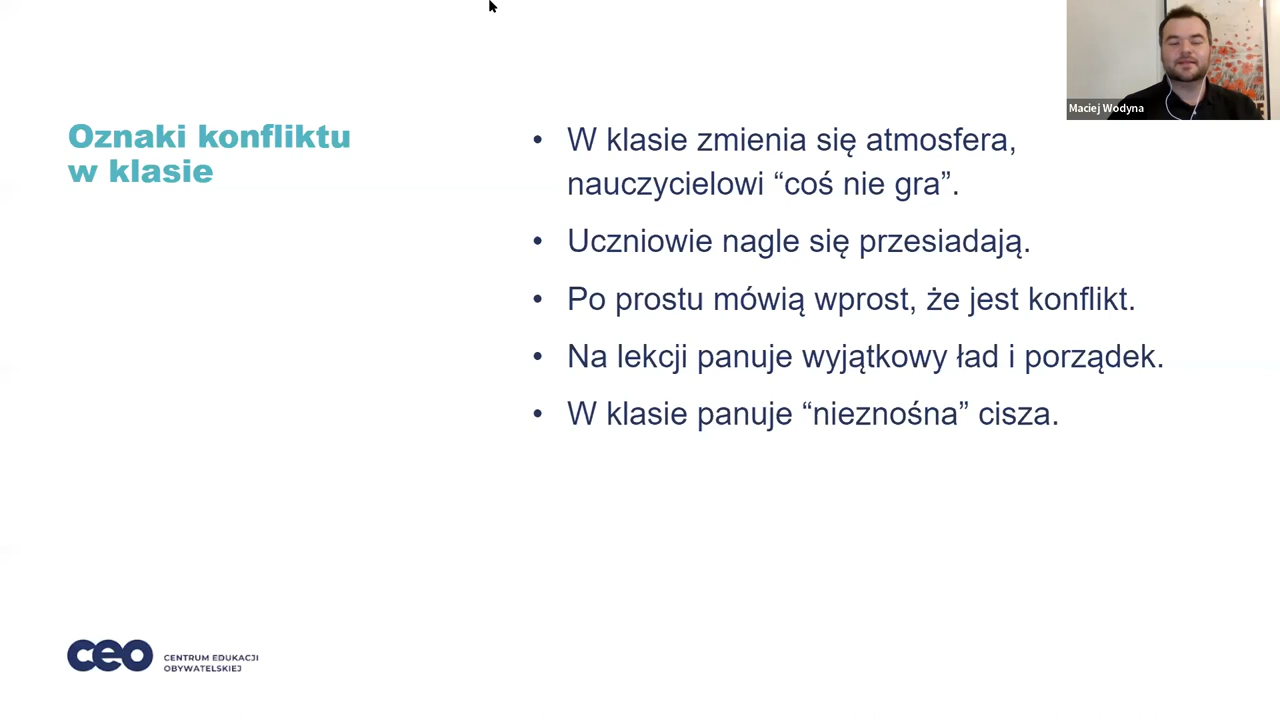 Oznaki konfliktu
w klasie
• W klasie zmienia się atmosfera,
nauczycielowi “coś nie gra”.
• Uczniowie nagle się przesiadają.
• Po prostu mówią wprost, że jest konflikt.
• Na lekcji panuje wyjątkowy ład i porządek.
• W klasie panuje “nieznośna” cisza.
Maciej Wodyna
ceo CENTRUM EDUKACJI
OBYWATELSKIEJ